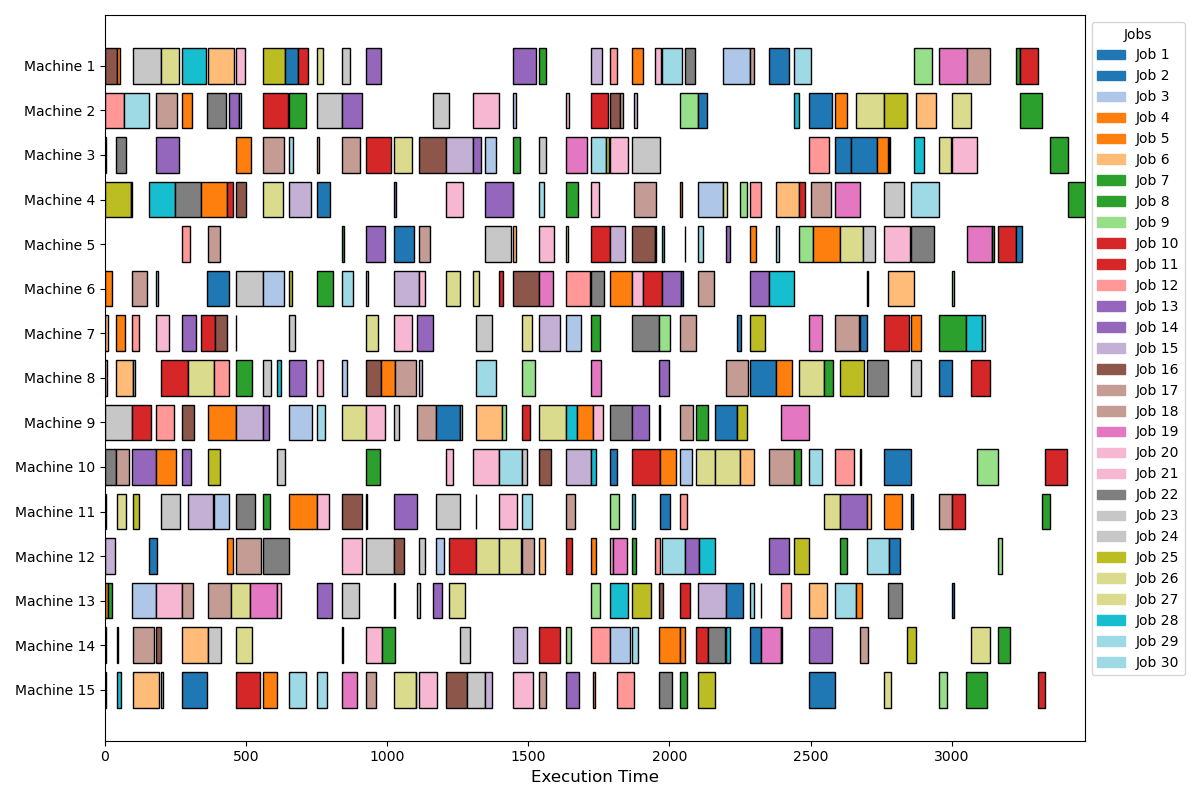 Machine 1
Machine 2
Machine 3
Machine 4
Machine 5
Machine 6
Machine 7
Machine 8
Machine 9
Machine 10
Machine 11
Machine 12
Machine 13
Machine 14
Machine 15
0 500 1000 1500 2000 2500 3000
Execution Time
Jobs
Job 1
Job 2
Job 3
Job 4
Job 5
Job 6
Job 7
Job 8
Job 9
Job 10
Job 11
Job 12
Job 13
Job 14
Job 15
Job 16
Job 17
Job 18
Job 19
Job 20
Job 21
Job 22
Job 23
Job 24
Job 25
Job 26
Job 27
Job 28
Job 29
Job 30